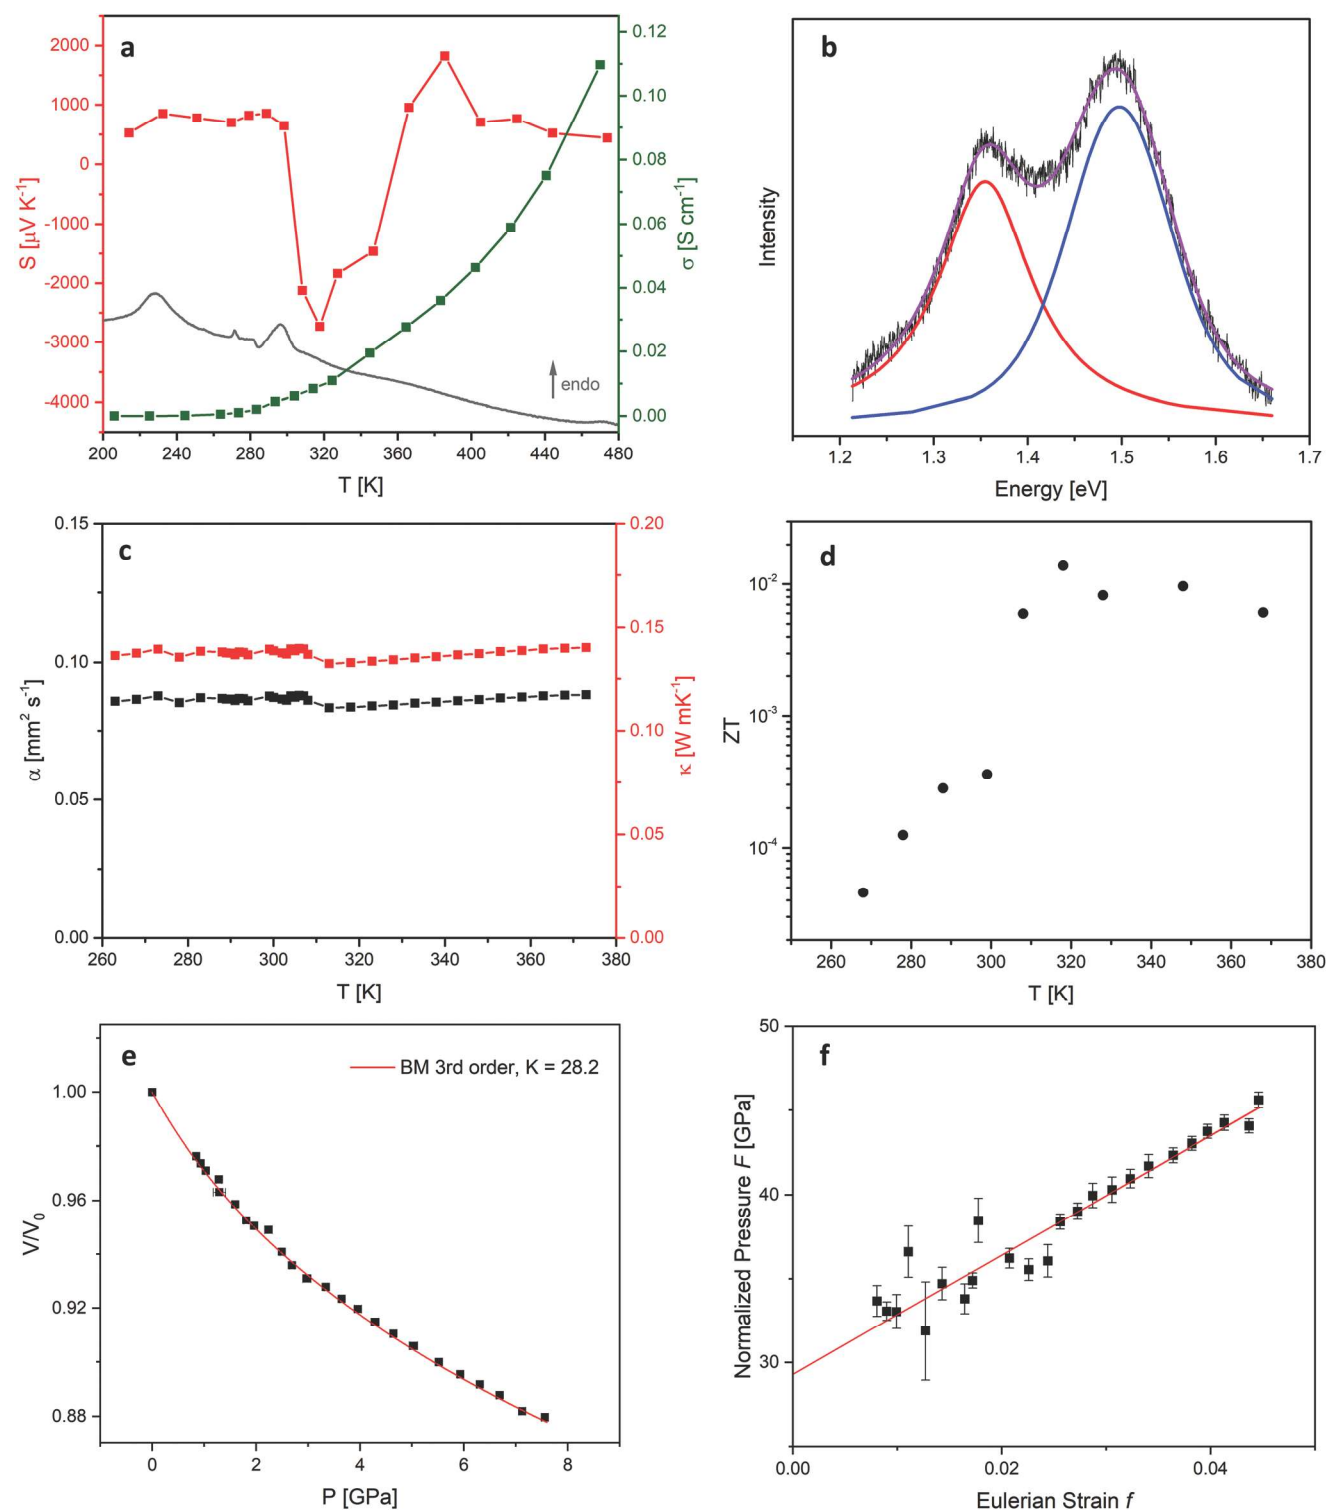 a
S [μV K⁻¹]
2000
1000
0
-1000
-2000
-3000
-4000
σ [S cm⁻¹]
0.12
0.10
0.08
0.06
0.04
0.02
0.00
endo
200 240 280 320 360 400 440 480
T [K]
b
Intensity
1.2 1.3 1.4 1.5 1.6 1.7
Energy [eV]
c
α [mm² s⁻¹]
0.15
0.10
0.05
0.00
κ [W mK⁻¹]
0.20
0.15
0.10
0.05
0.00
260 280 300 320 340 360 380
T [K]
d
ZT
10⁻²
10⁻³
10⁻⁴
260 280 300 320 340 360 380
T [K]
e
BM 3rd order, K = 28.2
V/V₀
1.00
0.96
0.92
0.88
0 2 4 6 8
P [GPa]
f
Normalized Pressure F [GPa]
50
40
30
0.00 0.02 0.04
Eulerian Strain f